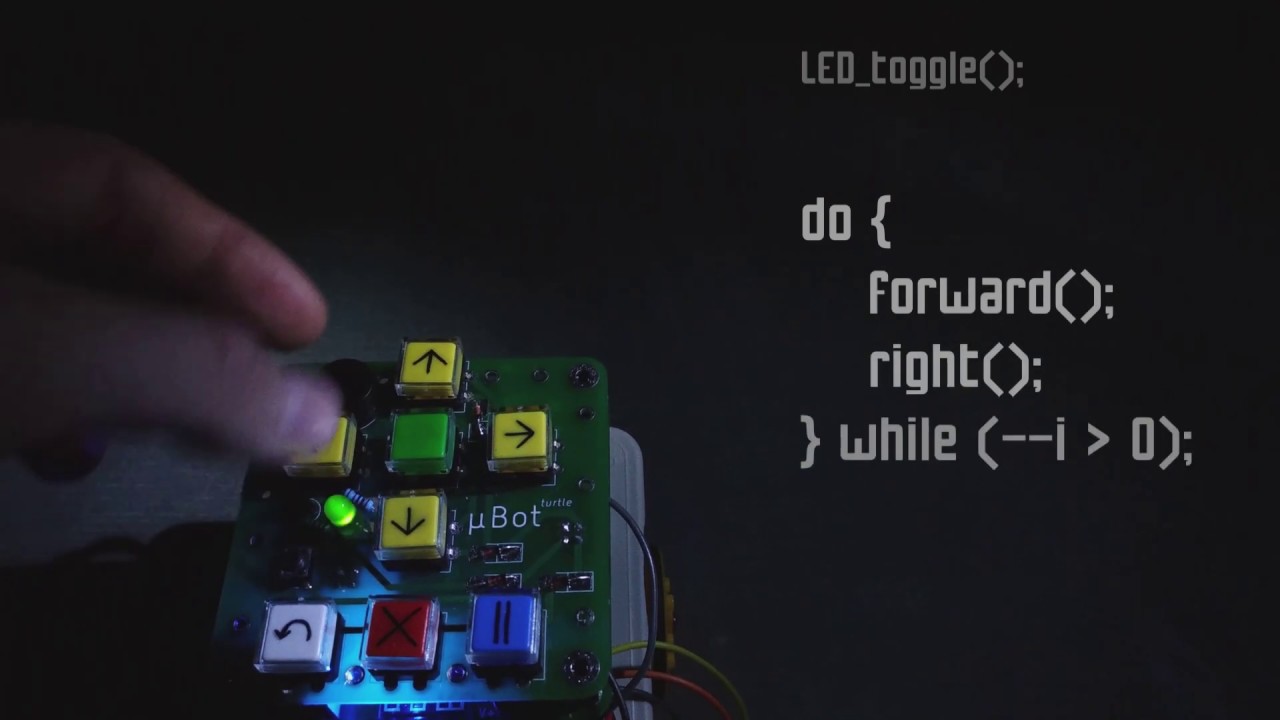 LED_toggle();
do {
forward();
right();
} while (--i > 0);
µBot turtle